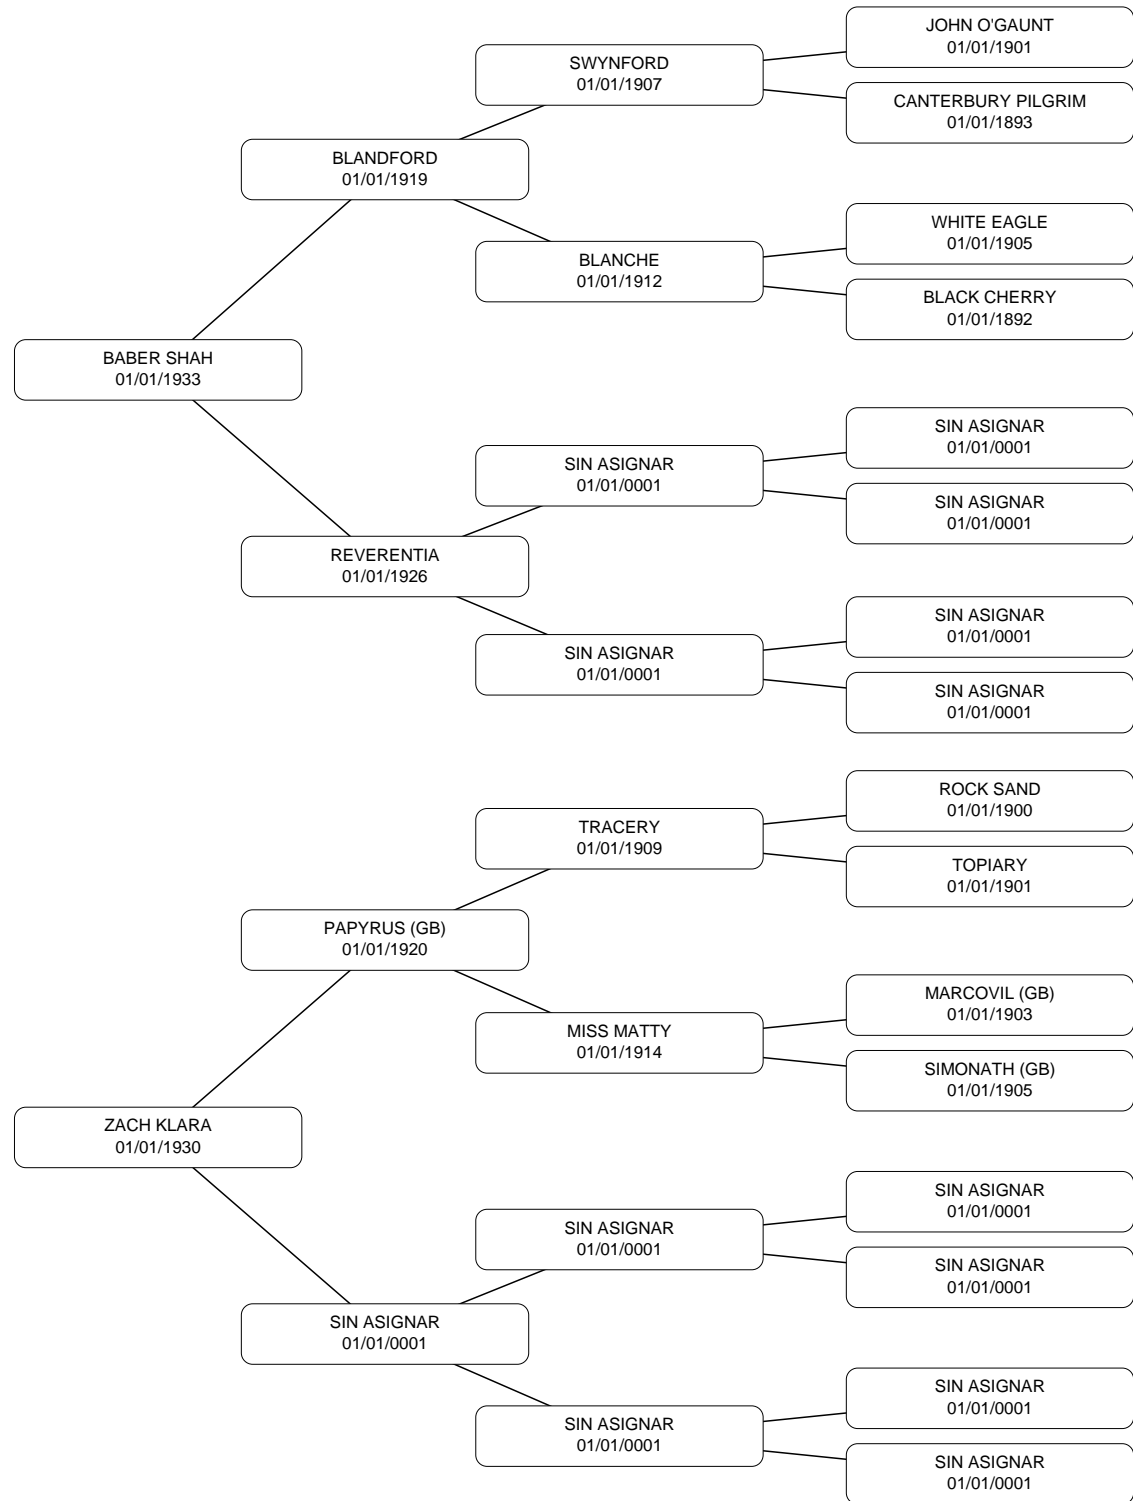 JOHN O'GAUNT
01/01/1901
SWYNFORD
01/01/1907
CANTERBURY PILGRIM
01/01/1893
BLANDFORD
01/01/1919
WHITE EAGLE
01/01/1905
BLANCHE
01/01/1912
BLACK CHERRY
01/01/1892
BABER SHAH
01/01/1933
SIN ASIGNAR
01/01/0001
SIN ASIGNAR
01/01/0001
SIN ASIGNAR
01/01/0001
REVERENTIA
01/01/1926
SIN ASIGNAR
01/01/0001
SIN ASIGNAR
01/01/0001
SIN ASIGNAR
01/01/0001
ROCK SAND
01/01/1900
TRACERY
01/01/1909
TOPIARY
01/01/1901
PAPYRUS (GB)
01/01/1920
MARCOVIL (GB)
01/01/1903
MISS MATTY
01/01/1914
SIMONATH (GB)
01/01/1905
ZACH KLARA
01/01/1930
SIN ASIGNAR
01/01/0001
SIN ASIGNAR
01/01/0001
SIN ASIGNAR
01/01/0001
SIN ASIGNAR
01/01/0001
SIN ASIGNAR
01/01/0001
SIN ASIGNAR
01/01/0001
SIN ASIGNAR
01/01/0001